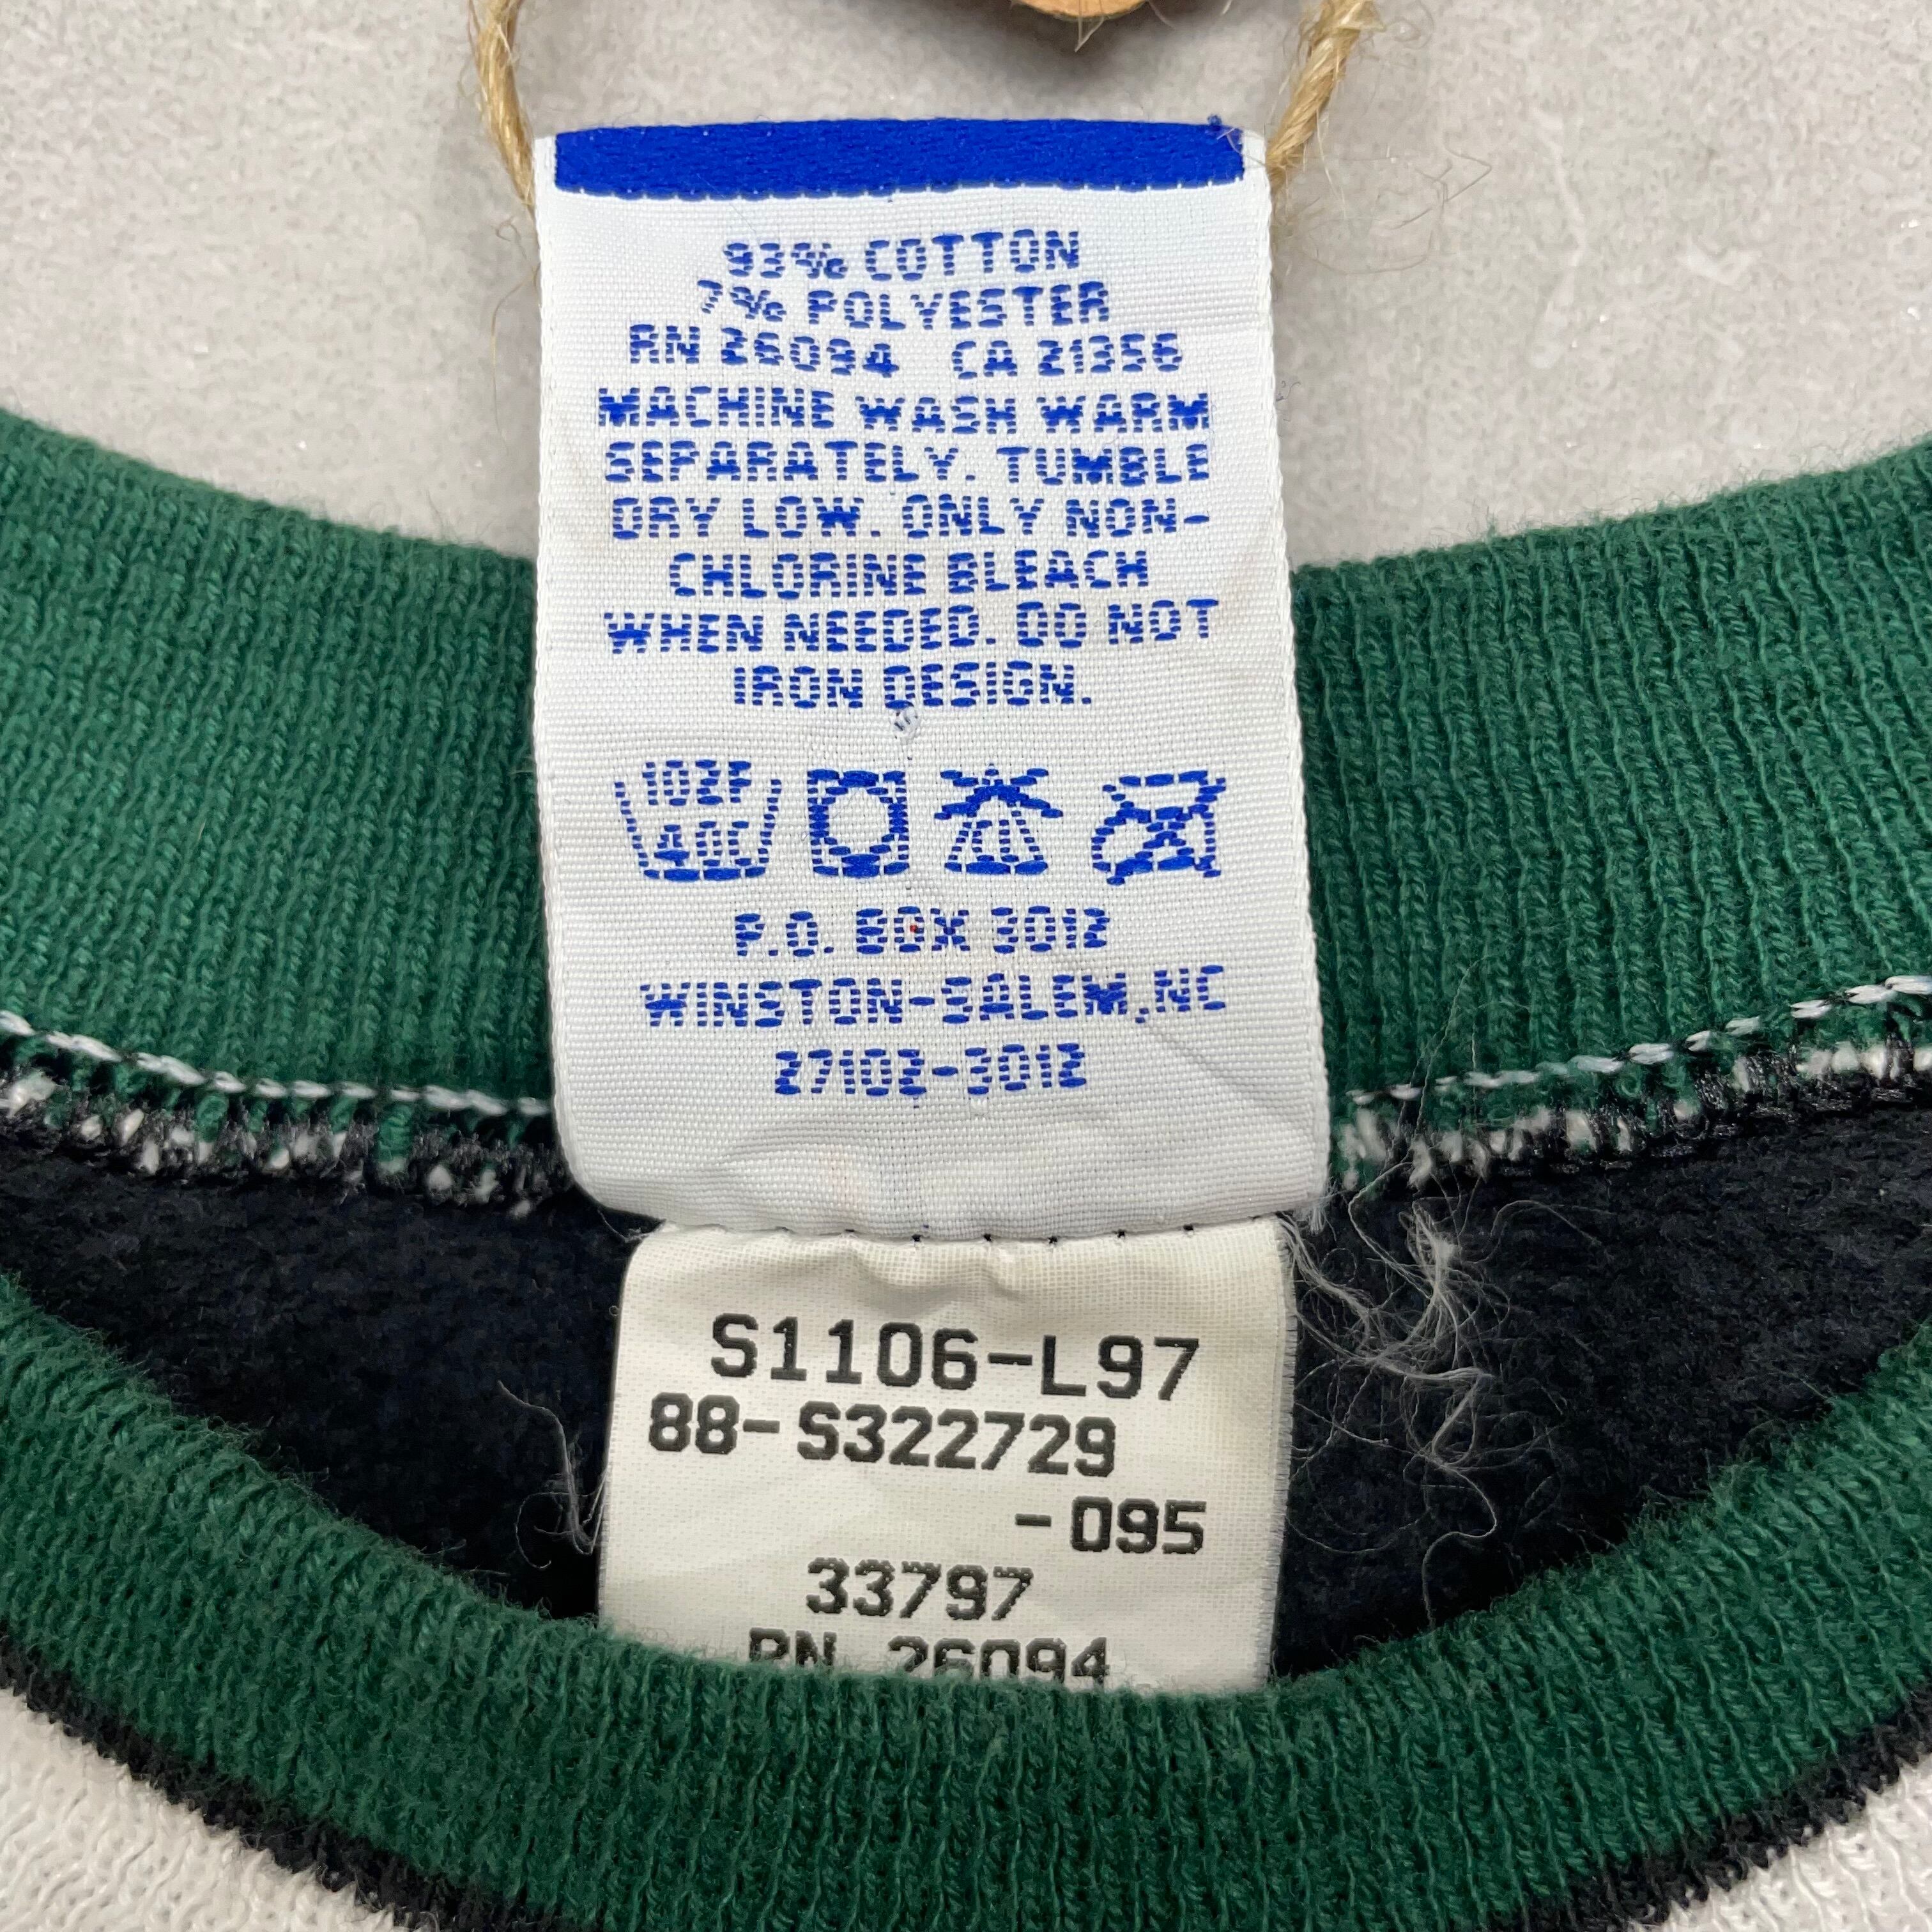 93% COTTON
7% POLYESTER
RN 26094 CA 21356
MACHINE WASH WARM
SEPARATELY. TUMBLE
DRY LOW. ONLY NON-
CHLORINE BLEACH
WHEN NEEDED. DO NOT
IRON DESIGN.
102F
40C
P.O. BOX 3012
WINSTON-SALEM,NC
27102-3012
S1106-L97
88-S322729
-095
33797
RN 26094